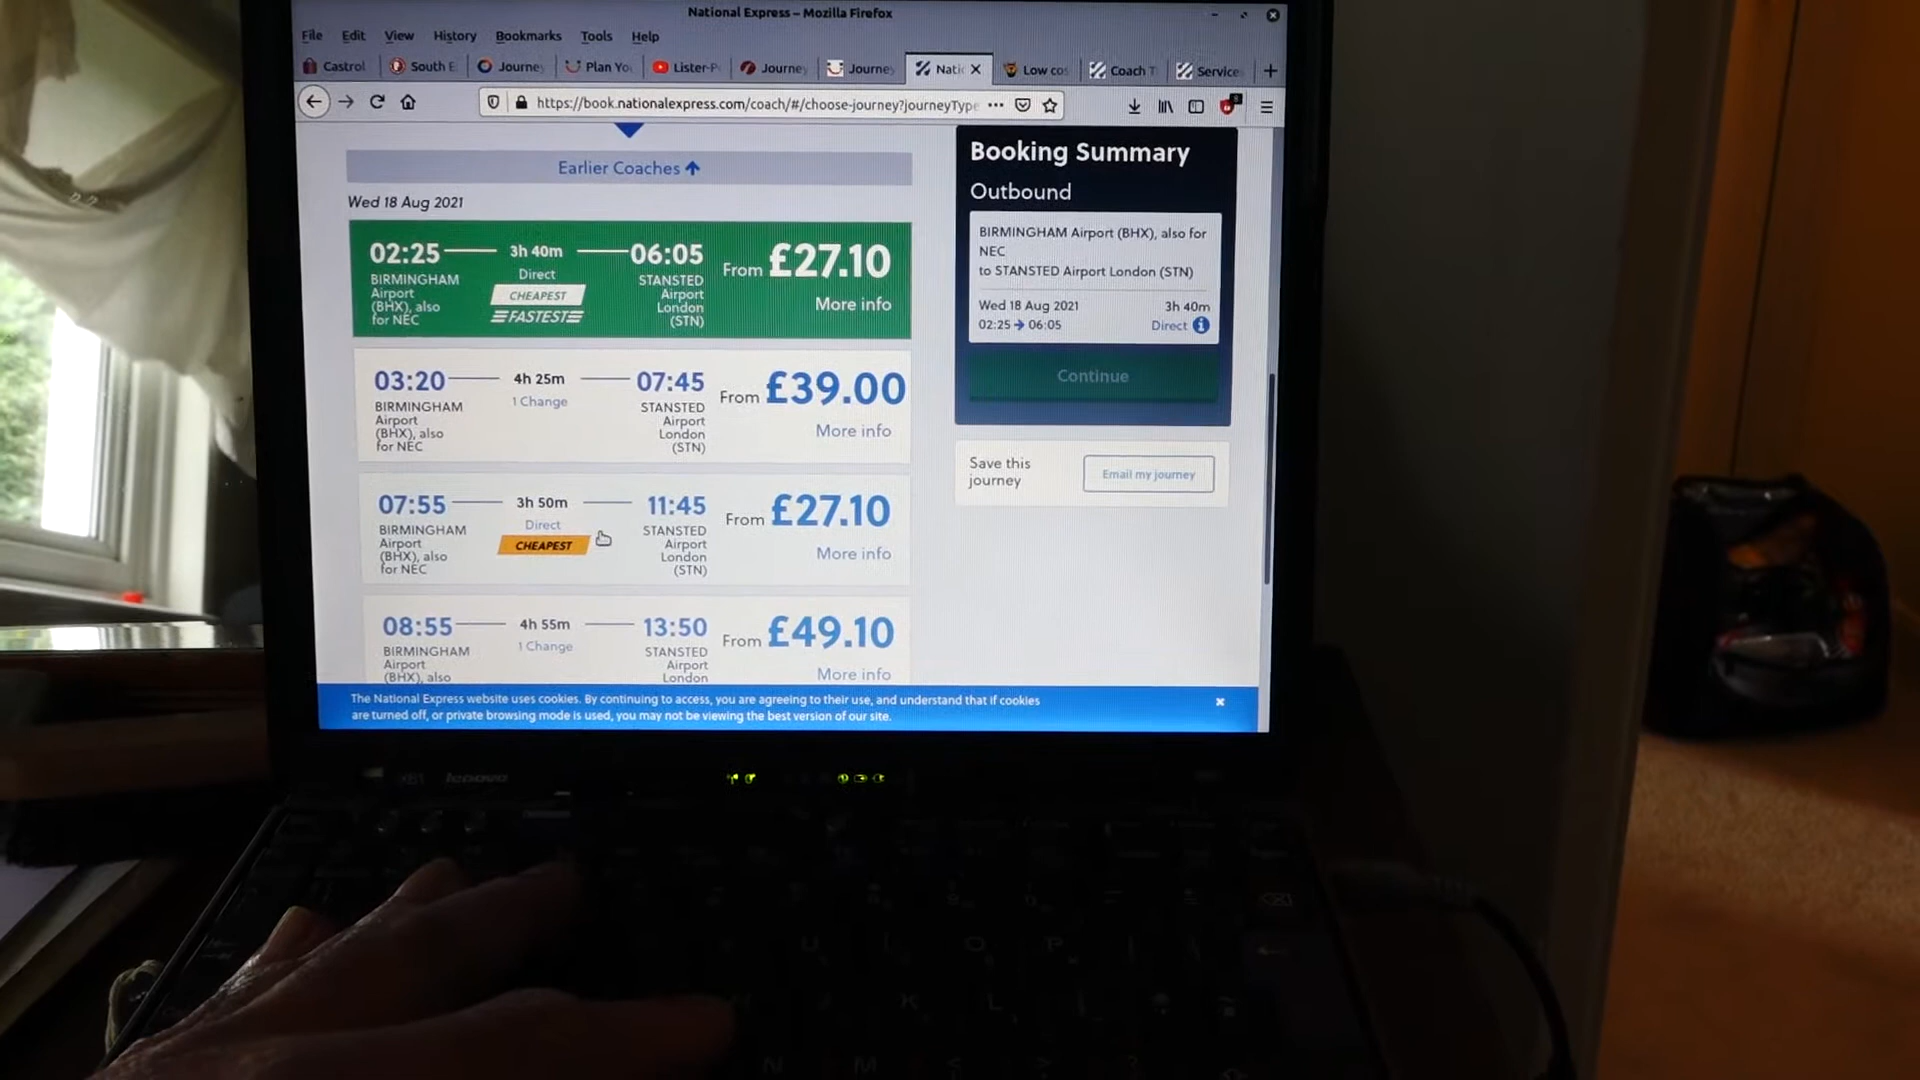 National Express – Mozilla Firefox
File Edit View History Bookmarks Tools Help
Castrol South E Journey Plan You Lister-P Journey Journey Natio Low cos Coach T Service
https://book.nationalexpress.com/coach/#/choose-journey?journeyType
Earlier Coaches
Wed 18 Aug 2021
02:25 3h 40m 06:05 From £27.10
BIRMINGHAM Airport (BHX), also for NEC
Direct
CHEAPEST
FASTEST
STANSTED Airport London (STN)
More info
03:20 4h 25m 07:45 From £39.00
BIRMINGHAM Airport (BHX), also for NEC
1 Change
STANSTED Airport London (STN)
More info
07:55 3h 50m 11:45 From £27.10
BIRMINGHAM Airport (BHX), also for NEC
Direct
CHEAPEST
STANSTED Airport London (STN)
More info
08:55 4h 55m 13:50 From £49.10
BIRMINGHAM Airport (BHX), also
1 Change
STANSTED Airport London
More info
Booking Summary
Outbound
BIRMINGHAM Airport (BHX), also for
NEC
to STANSTED Airport London (STN)
Wed 18 Aug 2021 3h 40m
02:25 → 06:05 Direct
Continue
Save this
journey
Email my journey
The National Express website uses cookies. By continuing to access, you are agreeing to their use, and understand that if cookies
are turned off, or private browsing mode is used, you may not be viewing the best version of our site.
X61 lenovo
U I O P
K L
N M